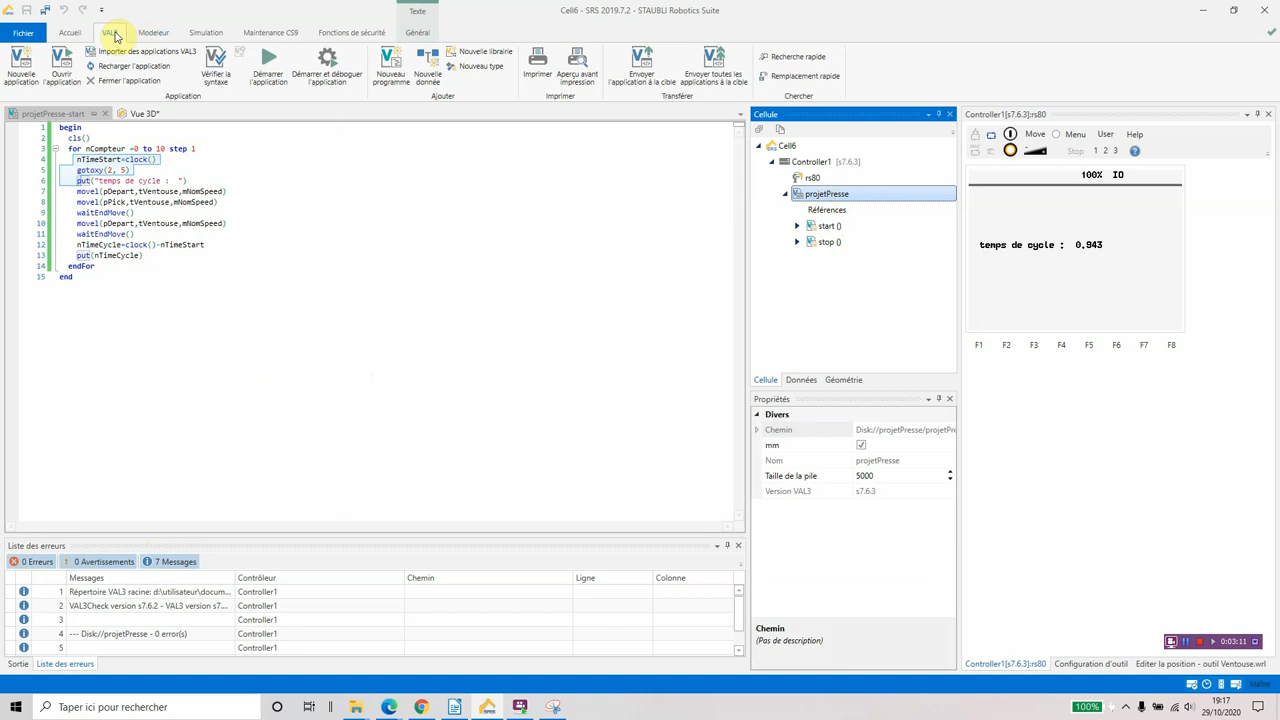 Texte
Cell6 - SRS 2019.7.2 - STAUBLI Robotics Suite
Fichier
Accueil
VAL3
Modeleur
Simulation
Maintenance CS9
Fonctions de sécurité
Général
Nouvelle application
Ouvrir l'application
Importer des applications VAL3
Recharger l'application
Fermer l'application
Vérifier la syntaxe
Démarrer l'application
Démarrer et déboguer l'application
Nouveau programme
Nouvelle donnée
Nouvelle librairie
Nouveau type
Imprimer
Aperçu avant impression
Envoyer l'application à la cible
Envoyer toutes les applications à la cible
Recherche rapide
Remplacement rapide
Application
Ajouter
Imprimer
Transférer
Chercher
projetPresse-start
Vue 3D*
1 begin
2 cls()
3 for nCompteur =0 to 10 step 1
4 nTimeStart=clock()
5 gotoxy(2, 5)
6 put("temps de cycle :  ")
7 movel(pDepart,tVentouse,mNomSpeed)
8 movel(pPick,tVentouse,mNomSpeed)
9 waitEndMove()
10 movel(pDepart,tVentouse,mNomSpeed)
11 waitEndMove()
12 nTimeCycle=clock()-nTimeStart
13 put(nTimeCycle)
14 endFor
15 end
Cellule
Cell6
Controller1 [s7.6.3]
rs80
projetPresse
Références
start ()
stop ()
Cellule
Données
Géométrie
Propriétés
Divers
Chemin Disk://projetPresse/projetPre
mm
Nom projetPresse
Taille de la pile 5000
Version VAL3 s7.6.3
Chemin
(Pas de description)
Controller1[s7.6.3]:rs80
Move
Menu
User
Help
Stop
1 2 3
100% IO
temps de cycle : 0.943
F1 F2 F3 F4 F5 F6 F7 F8
0:03:11
Controller1[s7.6.3]:rs80
Configuration d'outil
Editer la position - outil Ventouse.wrl
Liste des erreurs
0 Erreurs
0 Avertissements
7 Messages
Messages Contrôleur Chemin Ligne Colonne
1 Répertoire VAL3 racine: d:\utilisateur\docum... Controller1
2 VAL3Check version s7.6.2 - VAL3 version s7.... Controller1
3 Controller1
4 --- Disk://projetPresse - 0 error(s) Controller1
5 Controller1
Sortie
Liste des erreurs
Maître
Taper ici pour rechercher
SRS
100%
19:17
29/10/2020